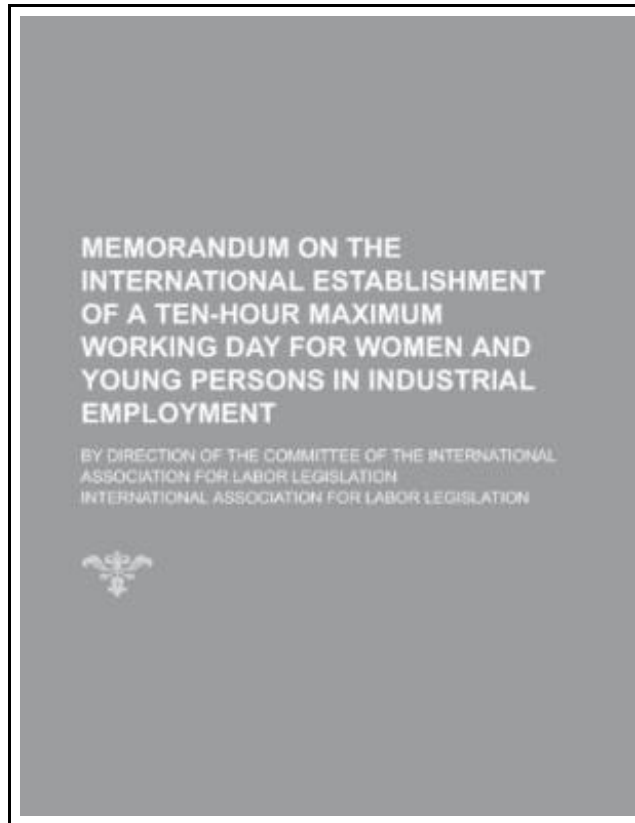 MEMORANDUM ON THE
INTERNATIONAL ESTABLISHMENT
OF A TEN-HOUR MAXIMUM
WORKING DAY FOR WOMEN AND
YOUNG PERSONS IN INDUSTRIAL
EMPLOYMENT
BY DIRECTION OF THE COMMITTEE OF THE INTERNATIONAL
ASSOCIATION FOR LABOR LEGISLATION
INTERNATIONAL ASSOCIATION FOR LABOR LEGISLATION